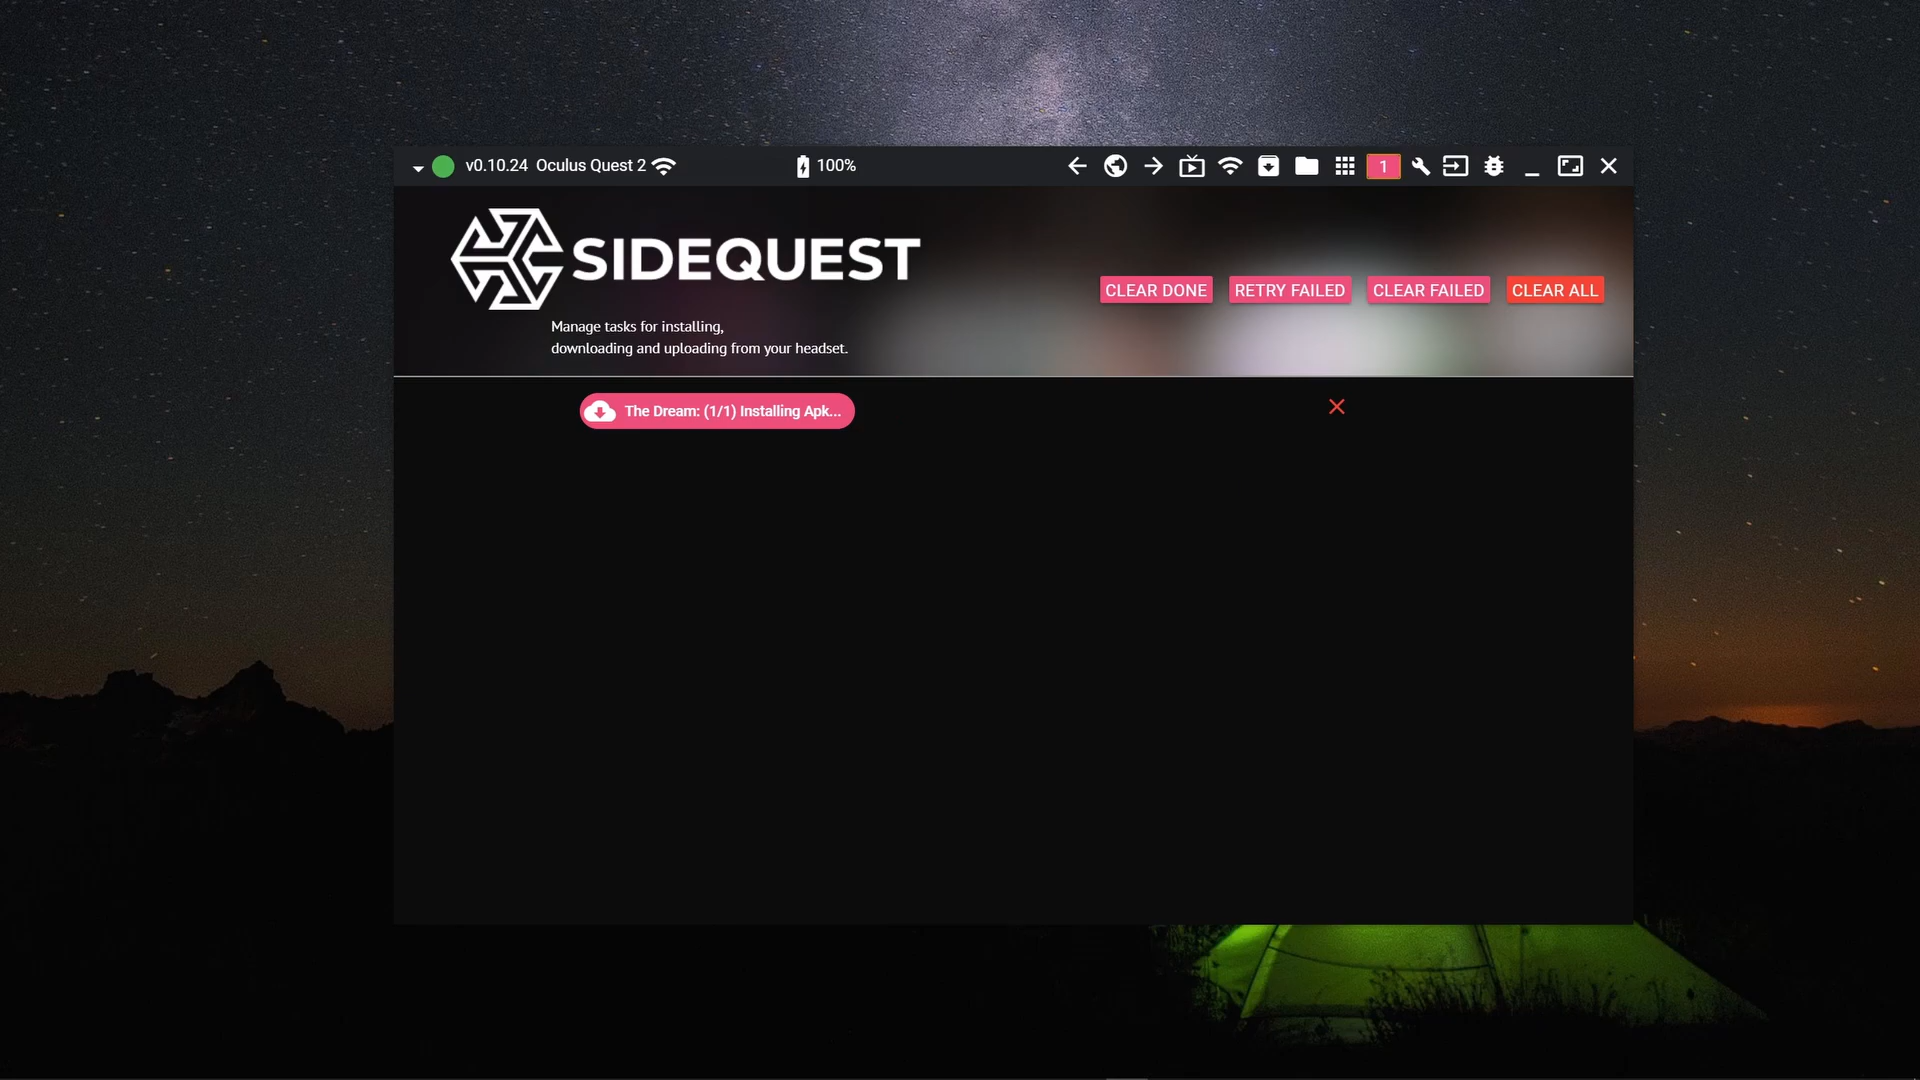 v0.10.24 Oculus Quest 2
100%
1
SIDEQUEST
CLEAR DONE
RETRY FAILED
CLEAR FAILED
CLEAR ALL
Manage tasks for installing,
downloading and uploading from your headset.
The Dream: (1/1) Installing Apk...